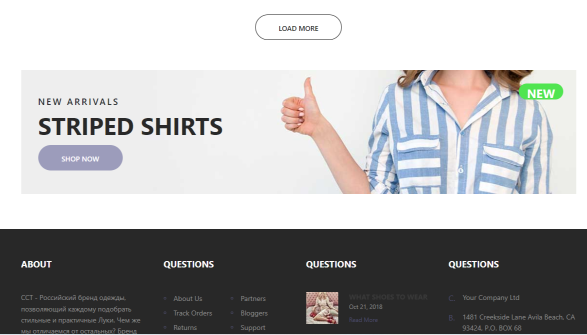 LOAD MORE
NEW ARRIVALS
STRIPED SHIRTS
SHOP NOW
NEW
ABOUT
ССТ - Российский бренд одежды.
позволяющий каждому подобрать
стильные и практичные Луки. Чем же
мы отличаемся от остальных? Бренд
QUESTIONS
About Us
Track Orders
Returns
Partners
Bloggers
Support
QUESTIONS
WHAT SHOES TO WEAR
Oct 21, 2018
Read More
QUESTIONS
C. Your Company Ltd
B. 1481 Creekside Lane Avila Beach, CA
93424, P.O. BOX 68